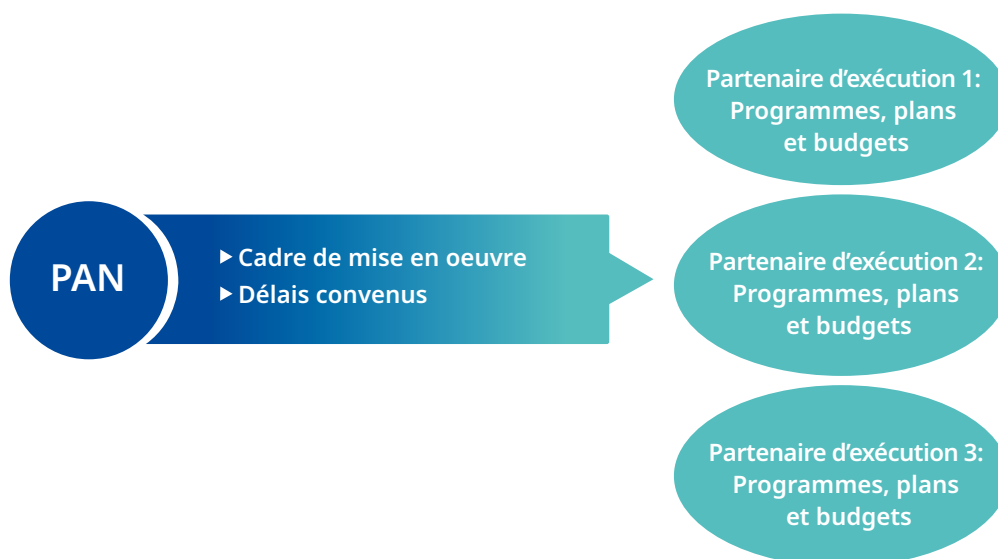 PAN
▶ Cadre de mise en oeuvre
▶ Délais convenus
Partenaire d’exécution 1:
Programmes, plans
et budgets
Partenaire d’exécution 2:
Programmes, plans
et budgets
Partenaire d’exécution 3:
Programmes, plans
et budgets